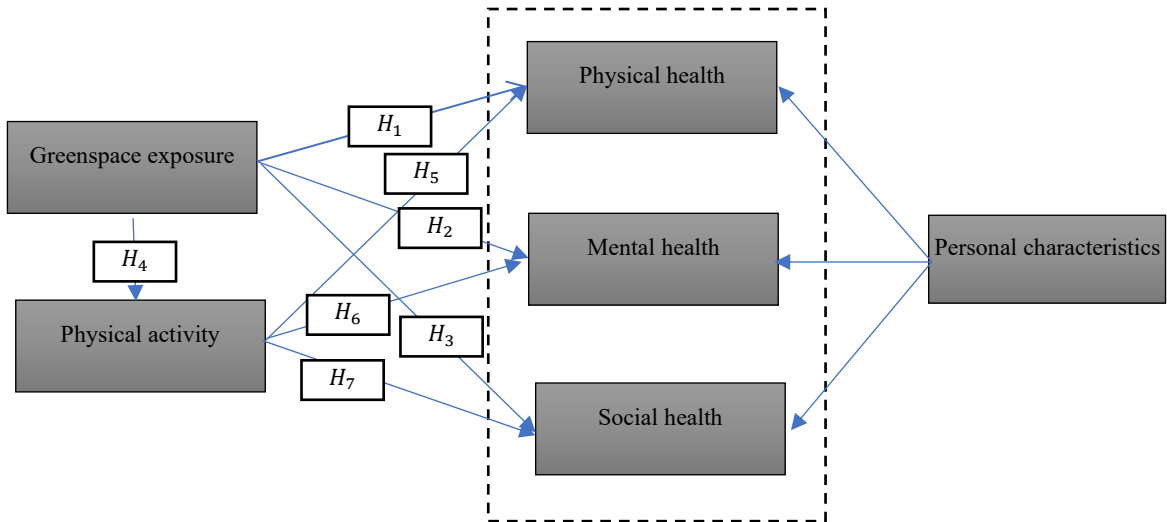 Physical health
H₁
Greenspace exposure
H₅
H₂
Mental health
Personal characteristics
H₄
H₆
Physical activity
H₃
H₇
Social health